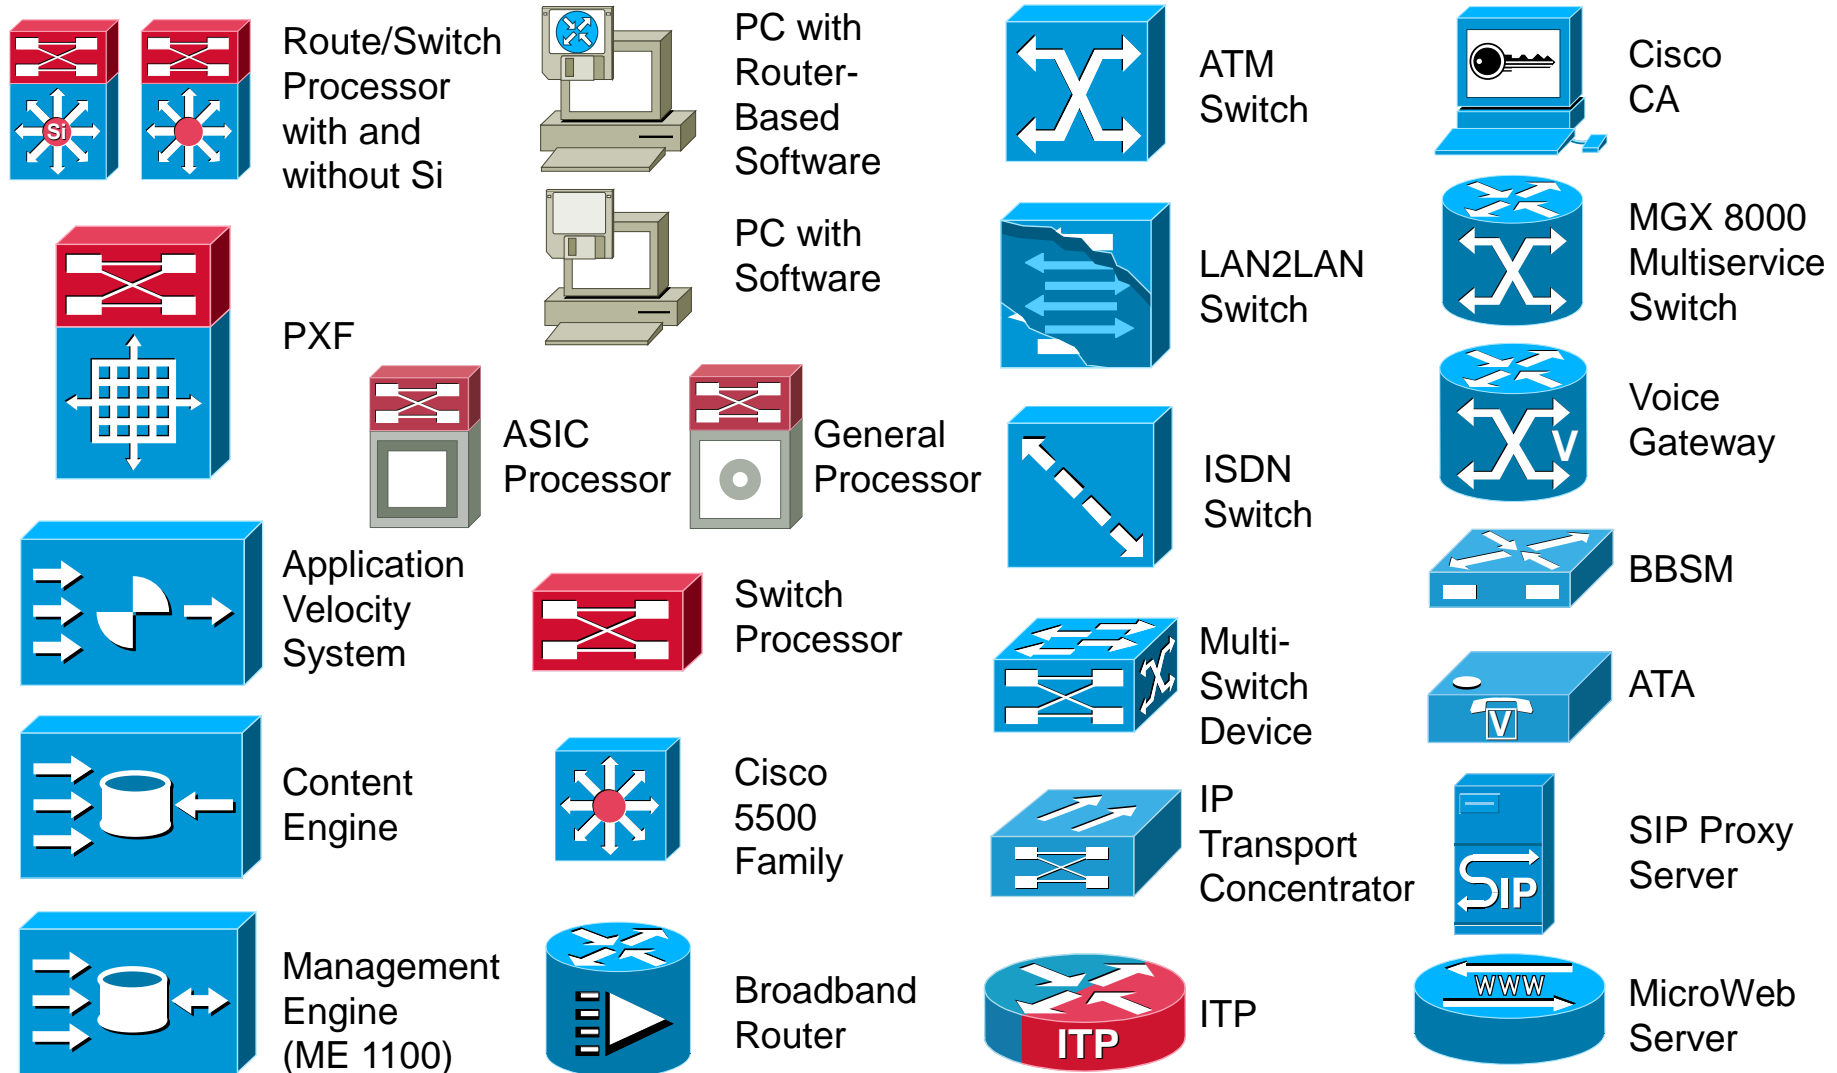 Si
Route/Switch
Processor
with and
without Si
PXF
ASIC
Processor
General
Processor
Application
Velocity
System
Content
Engine
Management
Engine
(ME 1100)
PC with
Router-
Based
Software
PC with
Software
Switch
Processor
Cisco
5500
Family
Broadband
Router
ATM
Switch
LAN2LAN
Switch
ISDN
Switch
Multi-
Switch
Device
IP
Transport
Concentrator
ITP
ITP
Cisco
CA
MGX 8000
Multiservice
Switch
V
Voice
Gateway
BBSM
V
ATA
SIP
SIP Proxy
Server
WWW
MicroWeb
Server